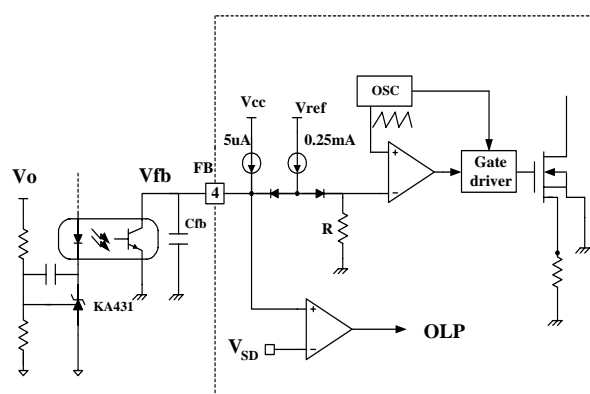 OSC
Vcc
Vref
5uA
0.25mA
Vo
Vfb
FB
4
+
−
Gate
driver
Cfb
R
KA431
+
−
VSD
OLP